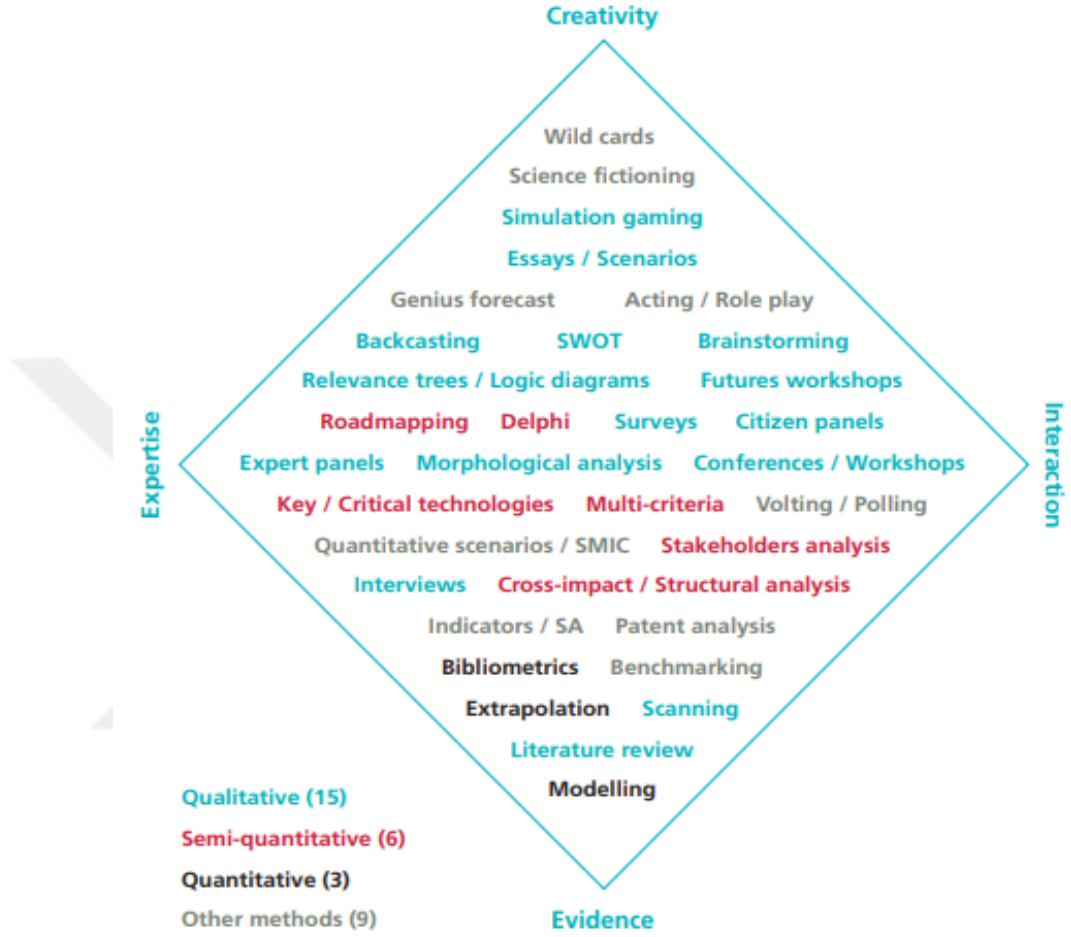 Creativity
Wild cards
Science fictioning
Simulation gaming
Essays / Scenarios
Genius forecast Acting / Role play
Backcasting SWOT Brainstorming
Relevance trees / Logic diagrams Futures workshops
Roadmapping Delphi Surveys Citizen panels
Expert panels Morphological analysis Conferences / Workshops
Key / Critical technologies Multi-criteria Volting / Polling
Quantitative scenarios / SMIC Stakeholders analysis
Interviews Cross-impact / Structural analysis
Indicators / SA Patent analysis
Bibliometrics Benchmarking
Extrapolation Scanning
Literature review
Modelling
Expertise
Interaction
Qualitative (15)
Semi-quantitative (6)
Quantitative (3)
Other methods (9)
Evidence